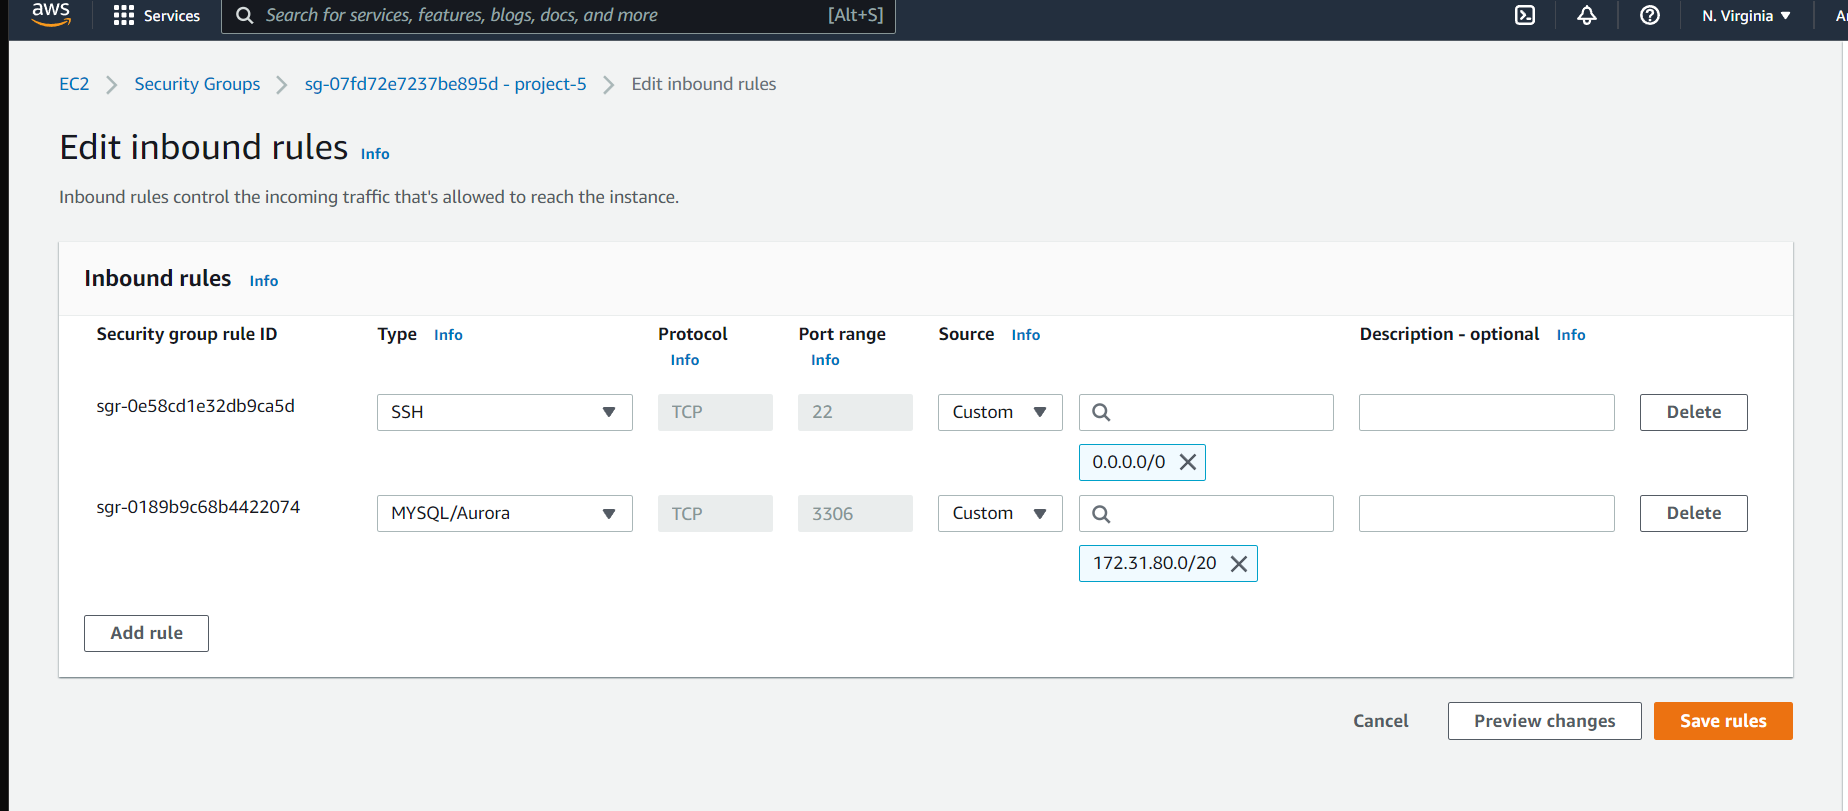 aws Services Search for services, features, blogs, docs, and more [Alt+S] N. Virginia
EC2 Security Groups sg-07fd72e7237be895d - project-5 Edit inbound rules
Edit inbound rules Info
Inbound rules control the incoming traffic that's allowed to reach the instance.
Inbound rules Info
Security group rule ID Type Info Protocol Port range Source Info Description - optional Info
Info Info
sgr-0e58cd1e32db9ca5d SSH TCP 22 Custom Delete
0.0.0.0/0
sgr-0189b9c68b4422074 MYSQL/Aurora TCP 3306 Custom Delete
172.31.80.0/20
Add rule
Cancel Preview changes Save rules